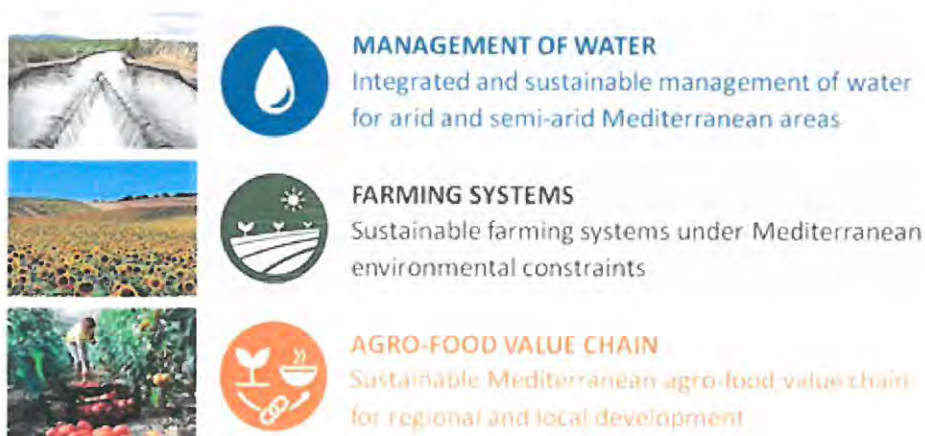 MANAGEMENT OF WATER
Integrated and sustainable management of water
for arid and semi-arid Mediterranean areas
FARMING SYSTEMS
Sustainable farming systems under Mediterranean
environmental constraints
AGRO-FOOD VALUE CHAIN
Sustainable Mediterranean agro-food value chain
for regional and local development